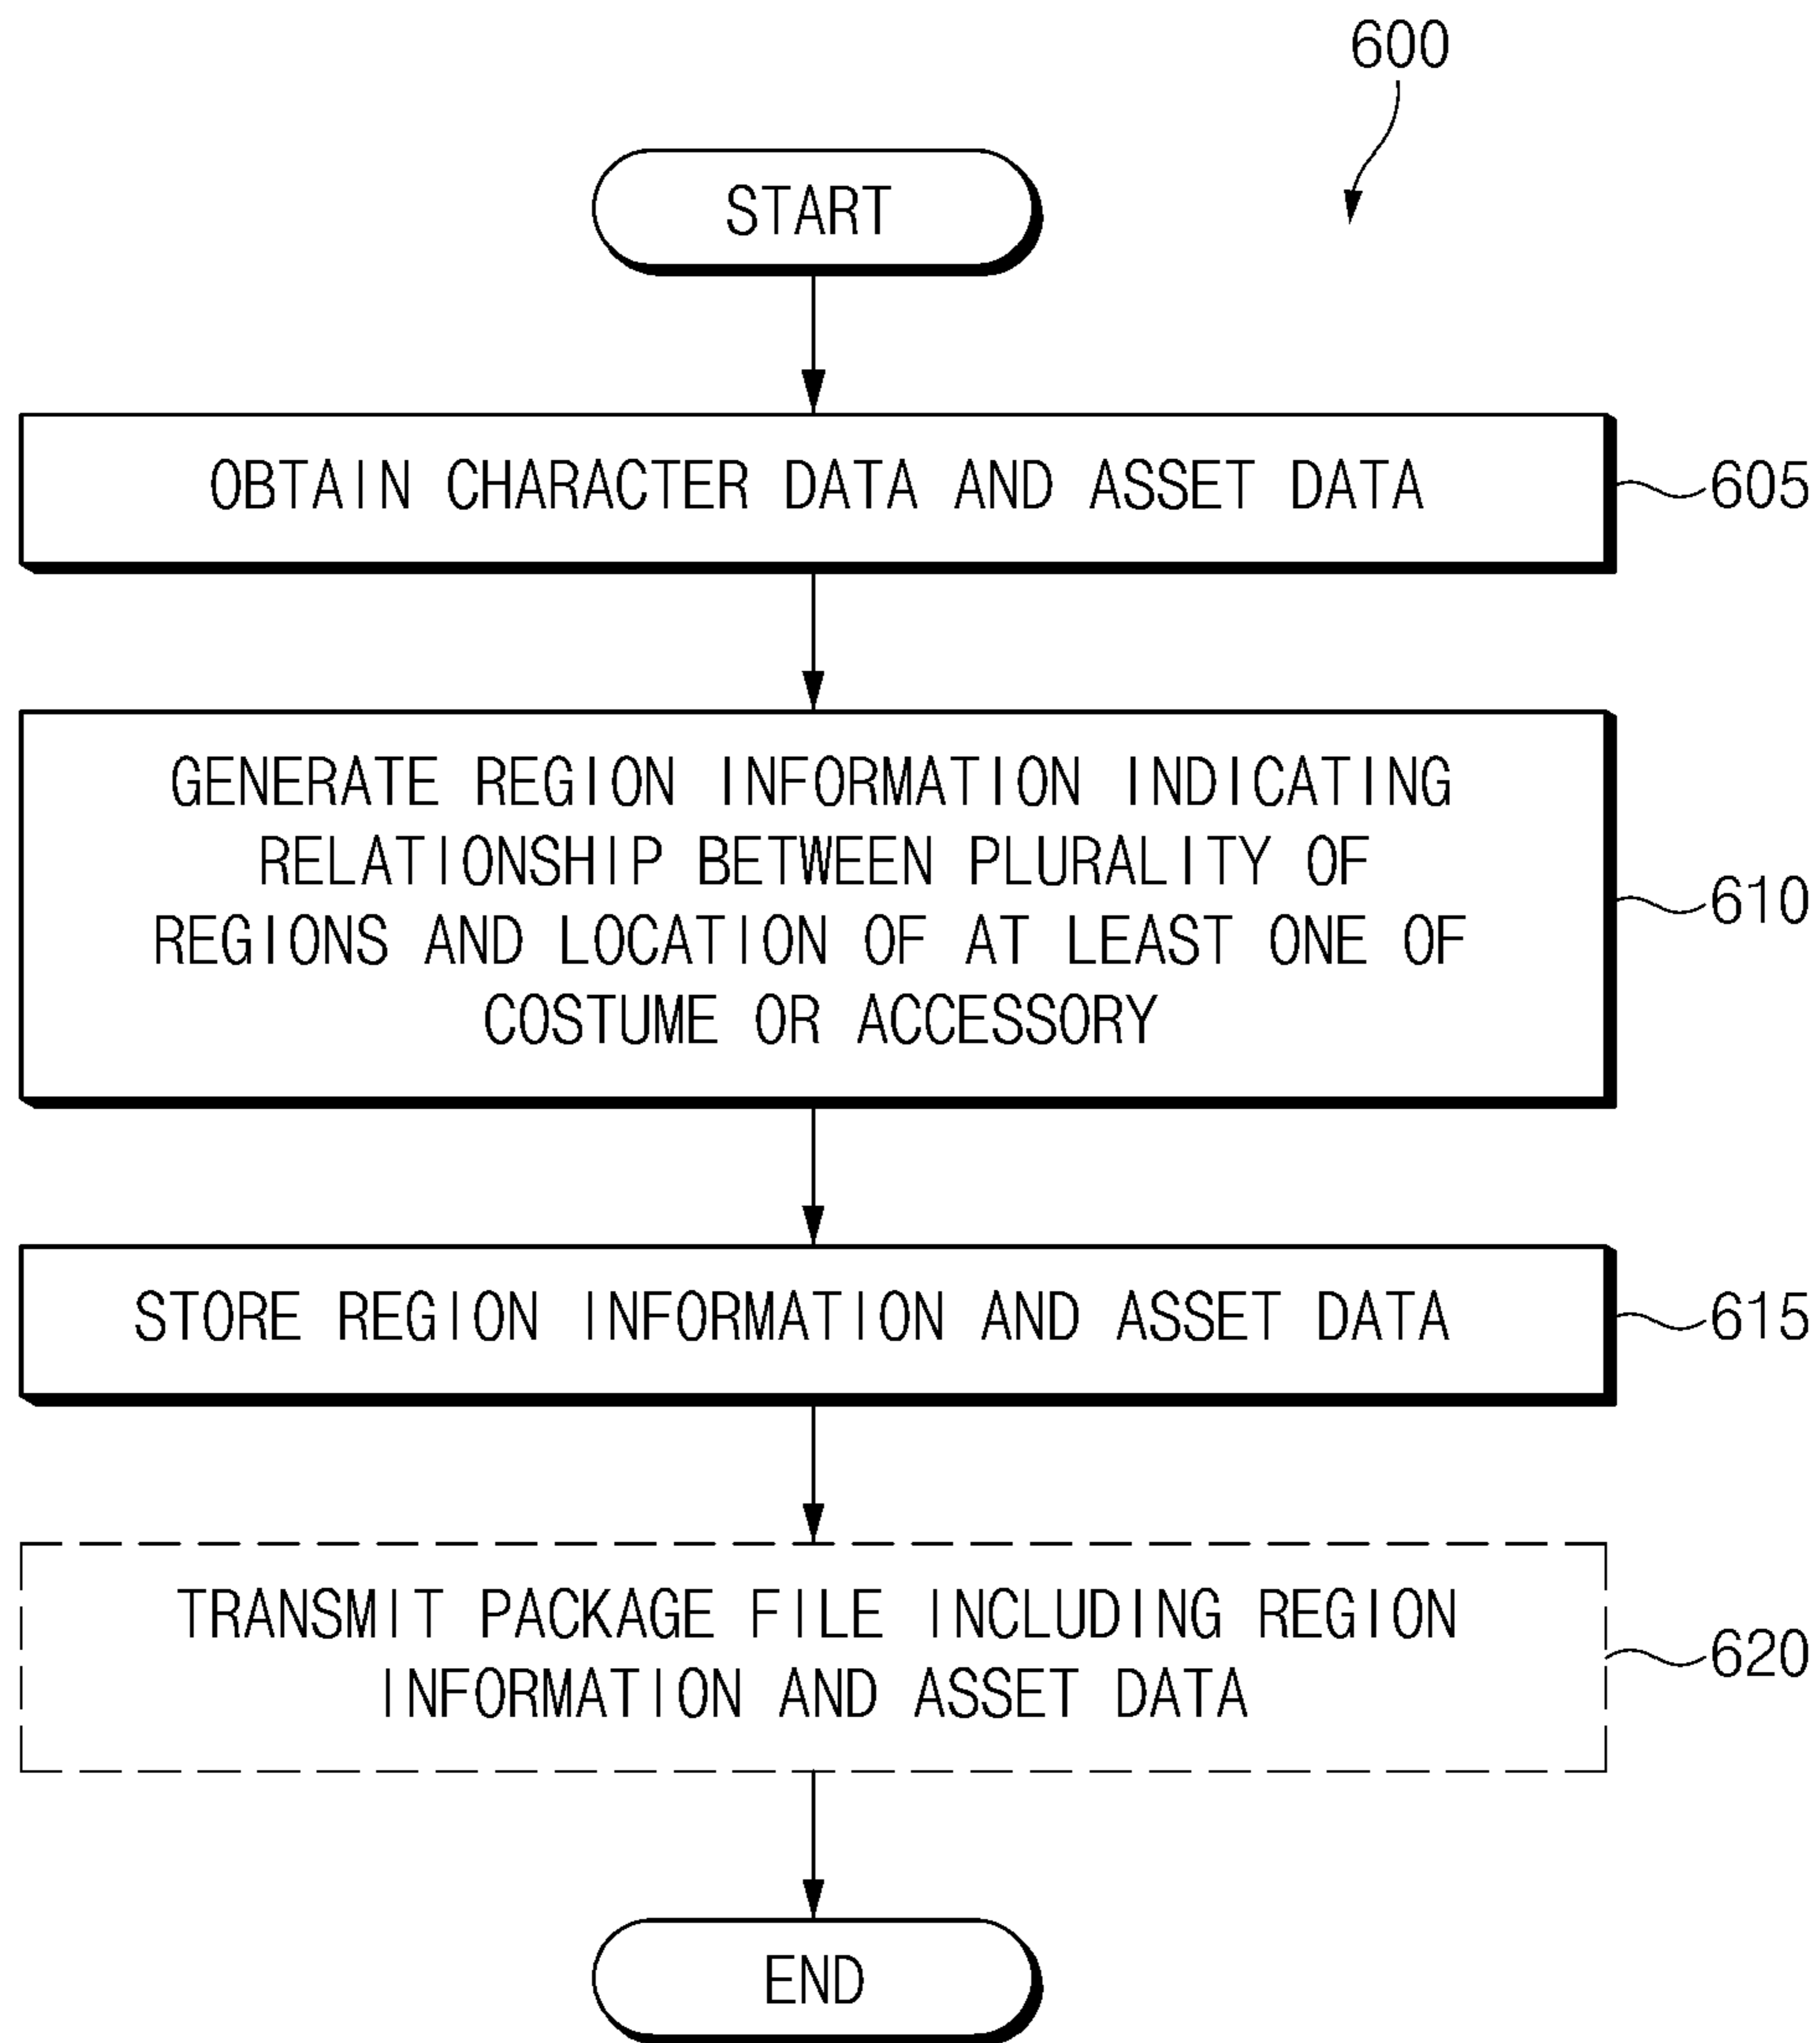 600
START
OBTAIN CHARACTER DATA AND ASSET DATA
605
GENERATE REGION INFORMATION INDICATING
RELATIONSHIP BETWEEN PLURALITY OF
REGIONS AND LOCATION OF AT LEAST ONE OF
COSTUME OR ACCESSORY
610
STORE REGION INFORMATION AND ASSET DATA
615
TRANSMIT PACKAGE FILE INCLUDING REGION
INFORMATION AND ASSET DATA
620
END